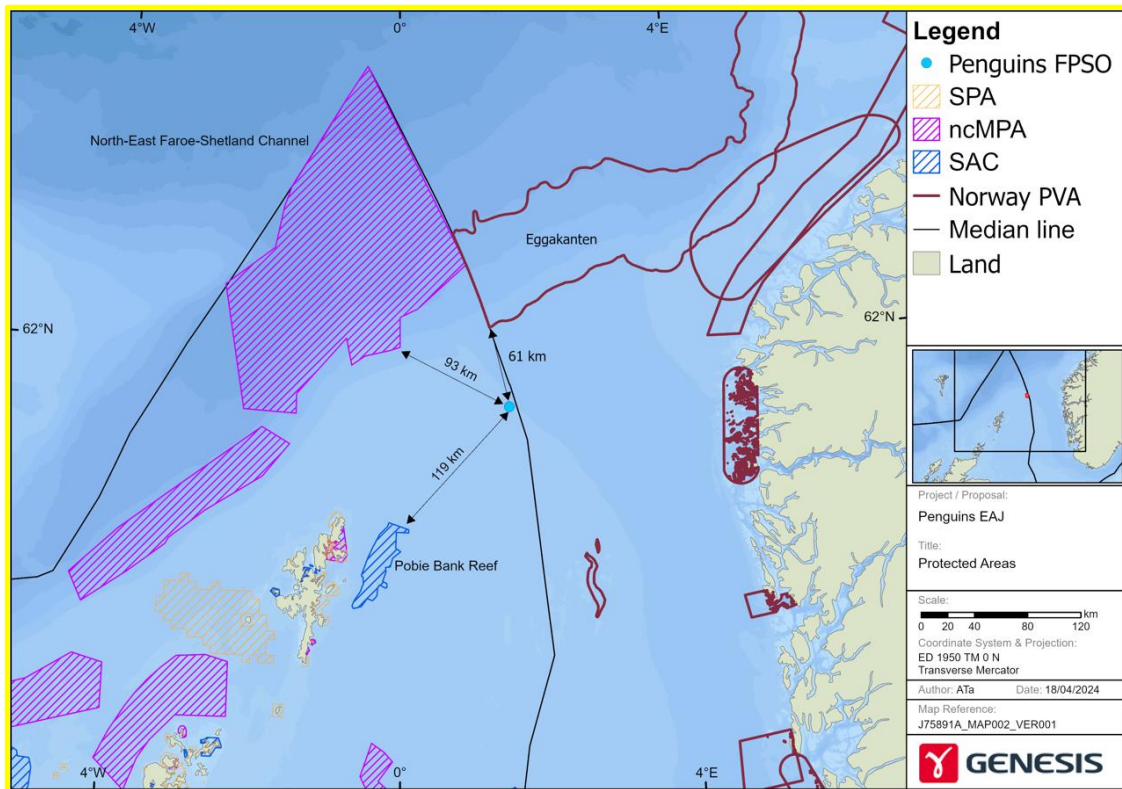 4°W
0°
4°E
North-East Faroe-Shetland Channel
Eggakanten
62°N
62°N
61 km
93 km
119 km
Pobie Bank Reef
4°W
0°
4°E
Legend
Penguins FPSO
SPA
ncMPA
SAC
Norway PVA
Median line
Land
Project / Proposal:
Penguins EAJ
Title:
Protected Areas
Scale:
km
0 20 40 80 120
Coordinate System & Projection:
ED 1950 TM 0 N
Transverse Mercator
Author: ATa Date: 18/04/2024
Map Reference:
J75891A_MAP002_VER001
GENESIS